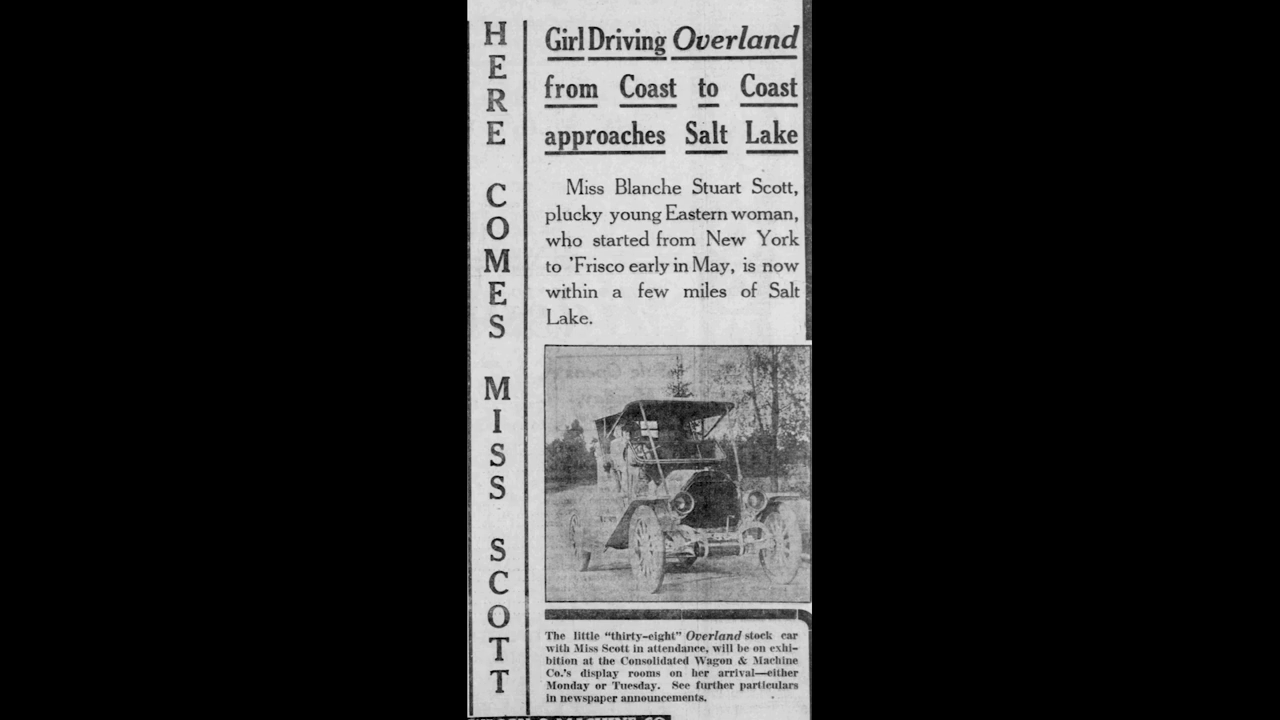 HERE COMES MISS SCOTT
Girl Driving Overland
from Coast to Coast
approaches Salt Lake
Miss Blanche Stuart Scott,
plucky young Eastern woman,
who started from New York
to 'Frisco early in May, is now
within a few miles of Salt
Lake.
The little "thirty-eight" Overland stock car
with Miss Scott in attendance, will be on exhi-
bition at the Consolidated Wagon & Machine
Co.'s display rooms on her arrival—either
Monday or Tuesday. See further particulars
in newspaper announcements.